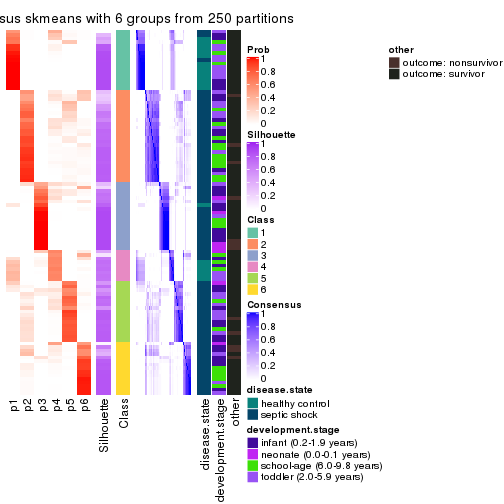 sus skmeans with 6 groups from 250 partitions
Prob
1
0.8
0.6
0.4
0.2
0
Silhouette
1
0.8
0.6
0.4
0.2
0
Class
1
2
3
4
5
6
Consensus
1
0.8
0.6
0.4
0.2
0
disease.state
healthy control
septic shock
development.stage
infant (0.2-1.9 years)
neonate (0.0-0.1 years)
school-age (6.0-9.8 years)
toddler (2.0-5.9 years)
other
outcome: nonsurvivor
outcome: survivor
p1
p2
p3
p4
p5
p6
Silhouette
Class
disease.state
development.stage
other